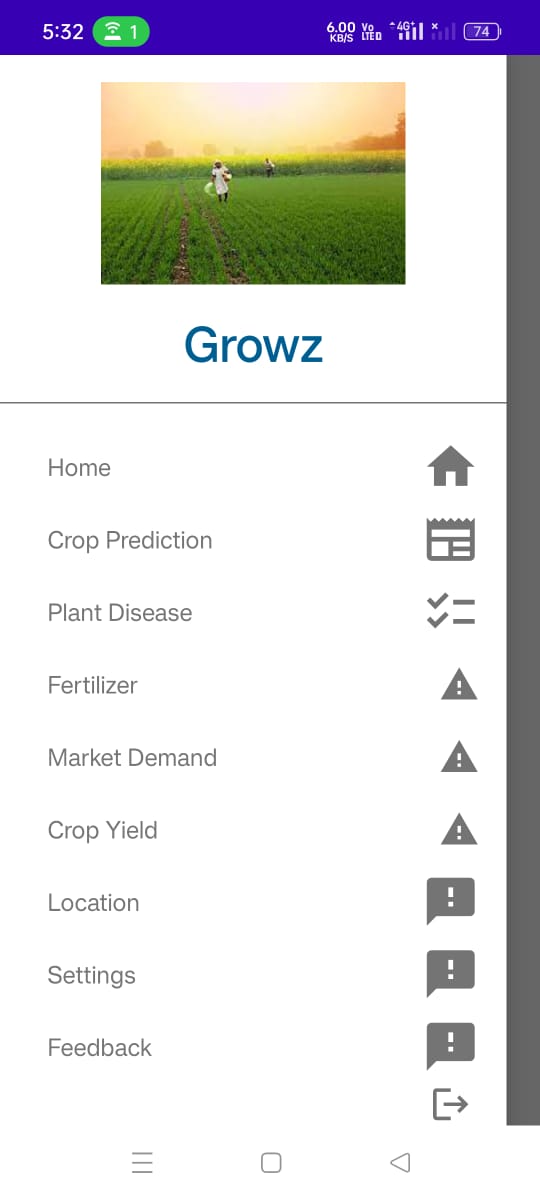 5:32 1 6.00 KB/S Vo LTED 4G+ 74
Growz
Home
Crop Prediction
Plant Disease
Fertilizer
Market Demand
Crop Yield
Location
Settings
Feedback